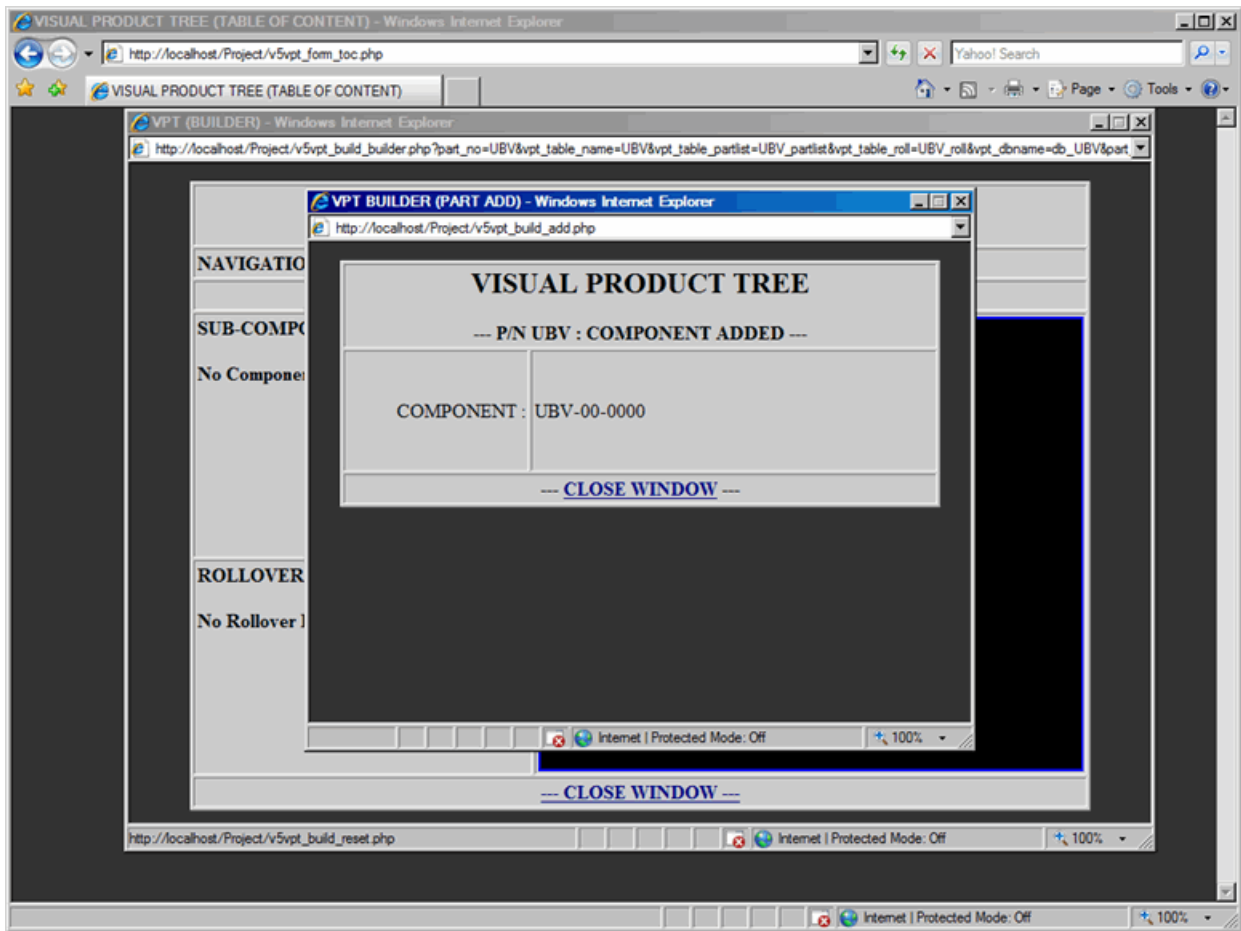 VISUAL PRODUCT TREE (TABLE OF CONTENT) - Windows Internet Explorer
http://localhost/Project/v5vpt_form_toc.php
Yahoo! Search
VISUAL PRODUCT TREE (TABLE OF CONTENT)
Page
Tools
VPT (BUILDER) - Windows Internet Explorer
http://localhost/Project/v5vpt_build_builder.php?part_no=UBV&vpt_table_name=UBV&vpt_table_partlist=UBV_partlist&vpt_table_roll=UBV_roll&vpt_dbname=db_UBV&part
VPT BUILDER (PART ADD) - Windows Internet Explorer
http://localhost/Project/v5vpt_build_add.php
NAVIGATIO
VISUAL PRODUCT TREE
--- P/N UBV : COMPONENT ADDED ---
SUB-COMPO
No Componen
COMPONENT : UBV-00-0000
--- CLOSE WINDOW ---
ROLLOVER
No Rollover
Internet | Protected Mode: Off
100%
--- CLOSE WINDOW ---
http://localhost/Project/v5vpt_build_reset.php
Internet | Protected Mode: Off
100%
Internet | Protected Mode: Off
100%